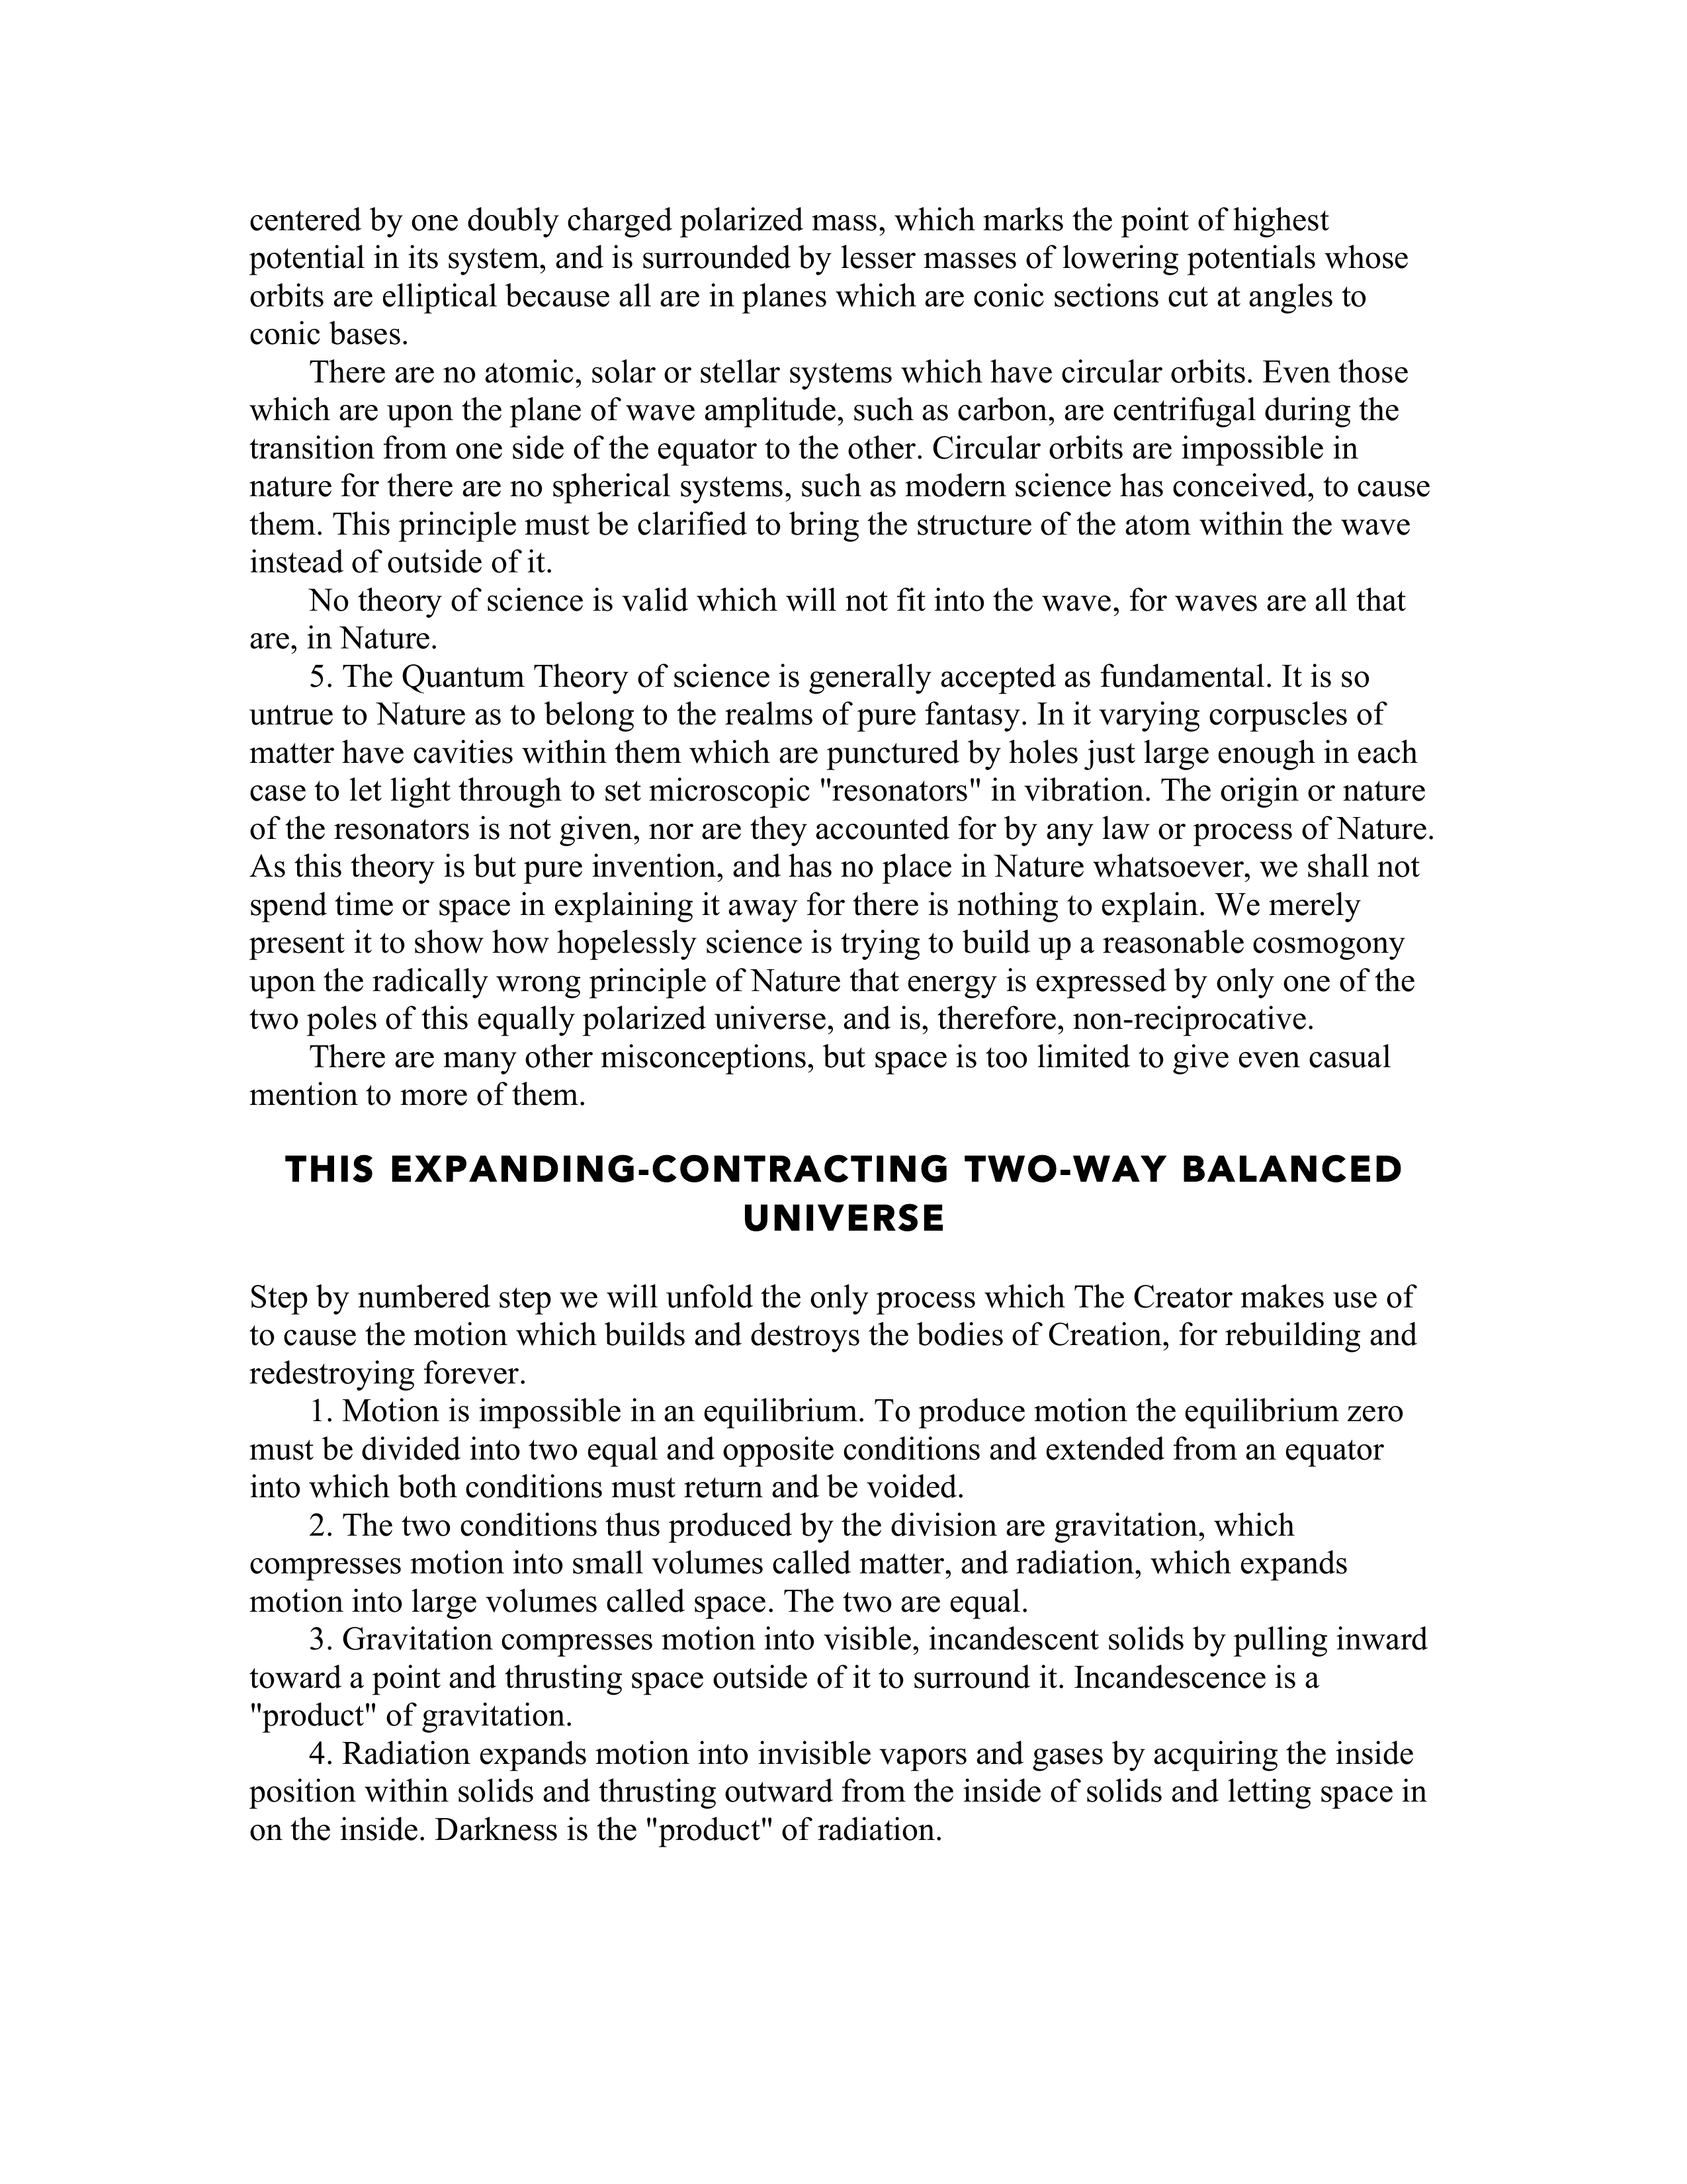 centered by one doubly charged polarized mass, which marks the point of highest
potential in its system, and is surrounded by lesser masses of lowering potentials whose
orbits are elliptical because all are in planes which are conic sections cut at angles to
conic bases.
There are no atomic, solar or stellar systems which have circular orbits. Even those
which are upon the plane of wave amplitude, such as carbon, are centrifugal during the
transition from one side of the equator to the other. Circular orbits are impossible in
nature for there are no spherical systems, such as modern science has conceived, to cause
them. This principle must be clarified to bring the structure of the atom within the wave
instead of outside of it.
No theory of science is valid which will not fit into the wave, for waves are all that
are, in Nature.
5. The Quantum Theory of science is generally accepted as fundamental. It is so
untrue to Nature as to belong to the realms of pure fantasy. In it varying corpuscles of
matter have cavities within them which are punctured by holes just large enough in each
case to let light through to set microscopic "resonators" in vibration. The origin or nature
of the resonators is not given, nor are they accounted for by any law or process of Nature.
As this theory is but pure invention, and has no place in Nature whatsoever, we shall not
spend time or space in explaining it away for there is nothing to explain. We merely
present it to show how hopelessly science is trying to build up a reasonable cosmogony
upon the radically wrong principle of Nature that energy is expressed by only one of the
two poles of this equally polarized universe, and is, therefore, non-reciprocative.
There are many other misconceptions, but space is too limited to give even casual
mention to more of them.
THIS EXPANDING-CONTRACTING TWO-WAY BALANCED
UNIVERSE
Step by numbered step we will unfold the only process which The Creator makes use of
to cause the motion which builds and destroys the bodies of Creation, for rebuilding and
redestroying forever.
1. Motion is impossible in an equilibrium. To produce motion the equilibrium zero
must be divided into two equal and opposite conditions and extended from an equator
into which both conditions must return and be voided.
2. The two conditions thus produced by the division are gravitation, which
compresses motion into small volumes called matter, and radiation, which expands
motion into large volumes called space. The two are equal.
3. Gravitation compresses motion into visible, incandescent solids by pulling inward
toward a point and thrusting space outside of it to surround it. Incandescence is a
"product" of gravitation.
4. Radiation expands motion into invisible vapors and gases by acquiring the inside
position within solids and thrusting outward from the inside of solids and letting space in
on the inside. Darkness is the "product" of radiation.